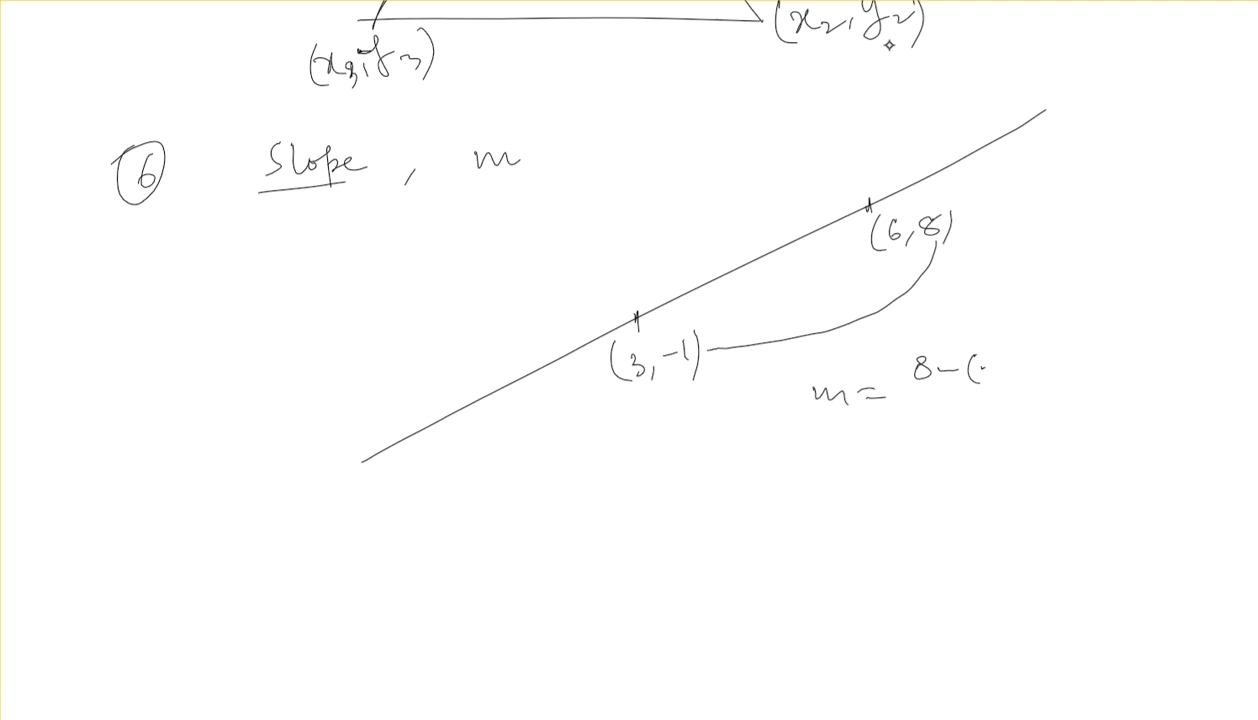 (x₂, y₂)
(x₃, y₃)
⑥ Slope, m
(6, 8)
(3, -1)
m = 8-(-